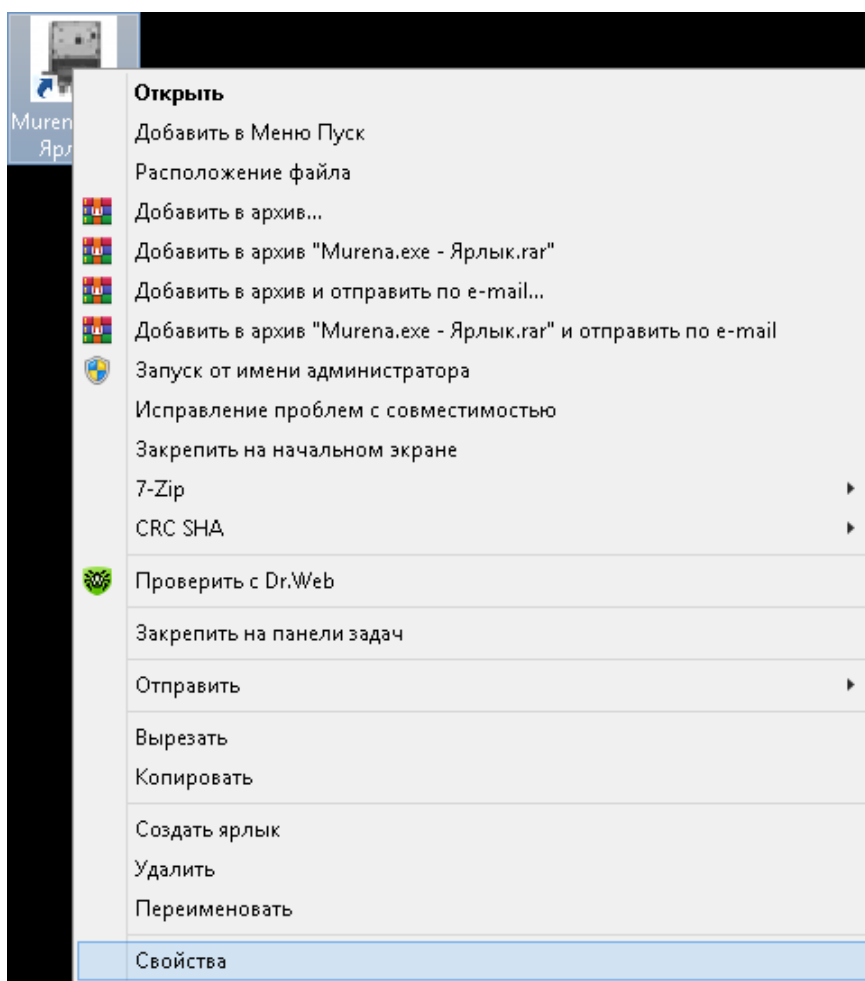 Muren
Ярл
Открыть
Добавить в Меню Пуск
Расположение файла
Добавить в архив...
Добавить в архив "Murena.exe - Ярлык.rar"
Добавить в архив и отправить по e-mail...
Добавить в архив "Murena.exe - Ярлык.rar" и отправить по e-mail
Запуск от имени администратора
Исправление проблем с совместимостью
Закрепить на начальном экране
7-Zip
CRC SHA
Проверить с Dr.Web
Закрепить на панели задач
Отправить
Вырезать
Копировать
Создать ярлык
Удалить
Переименовать
Свойства